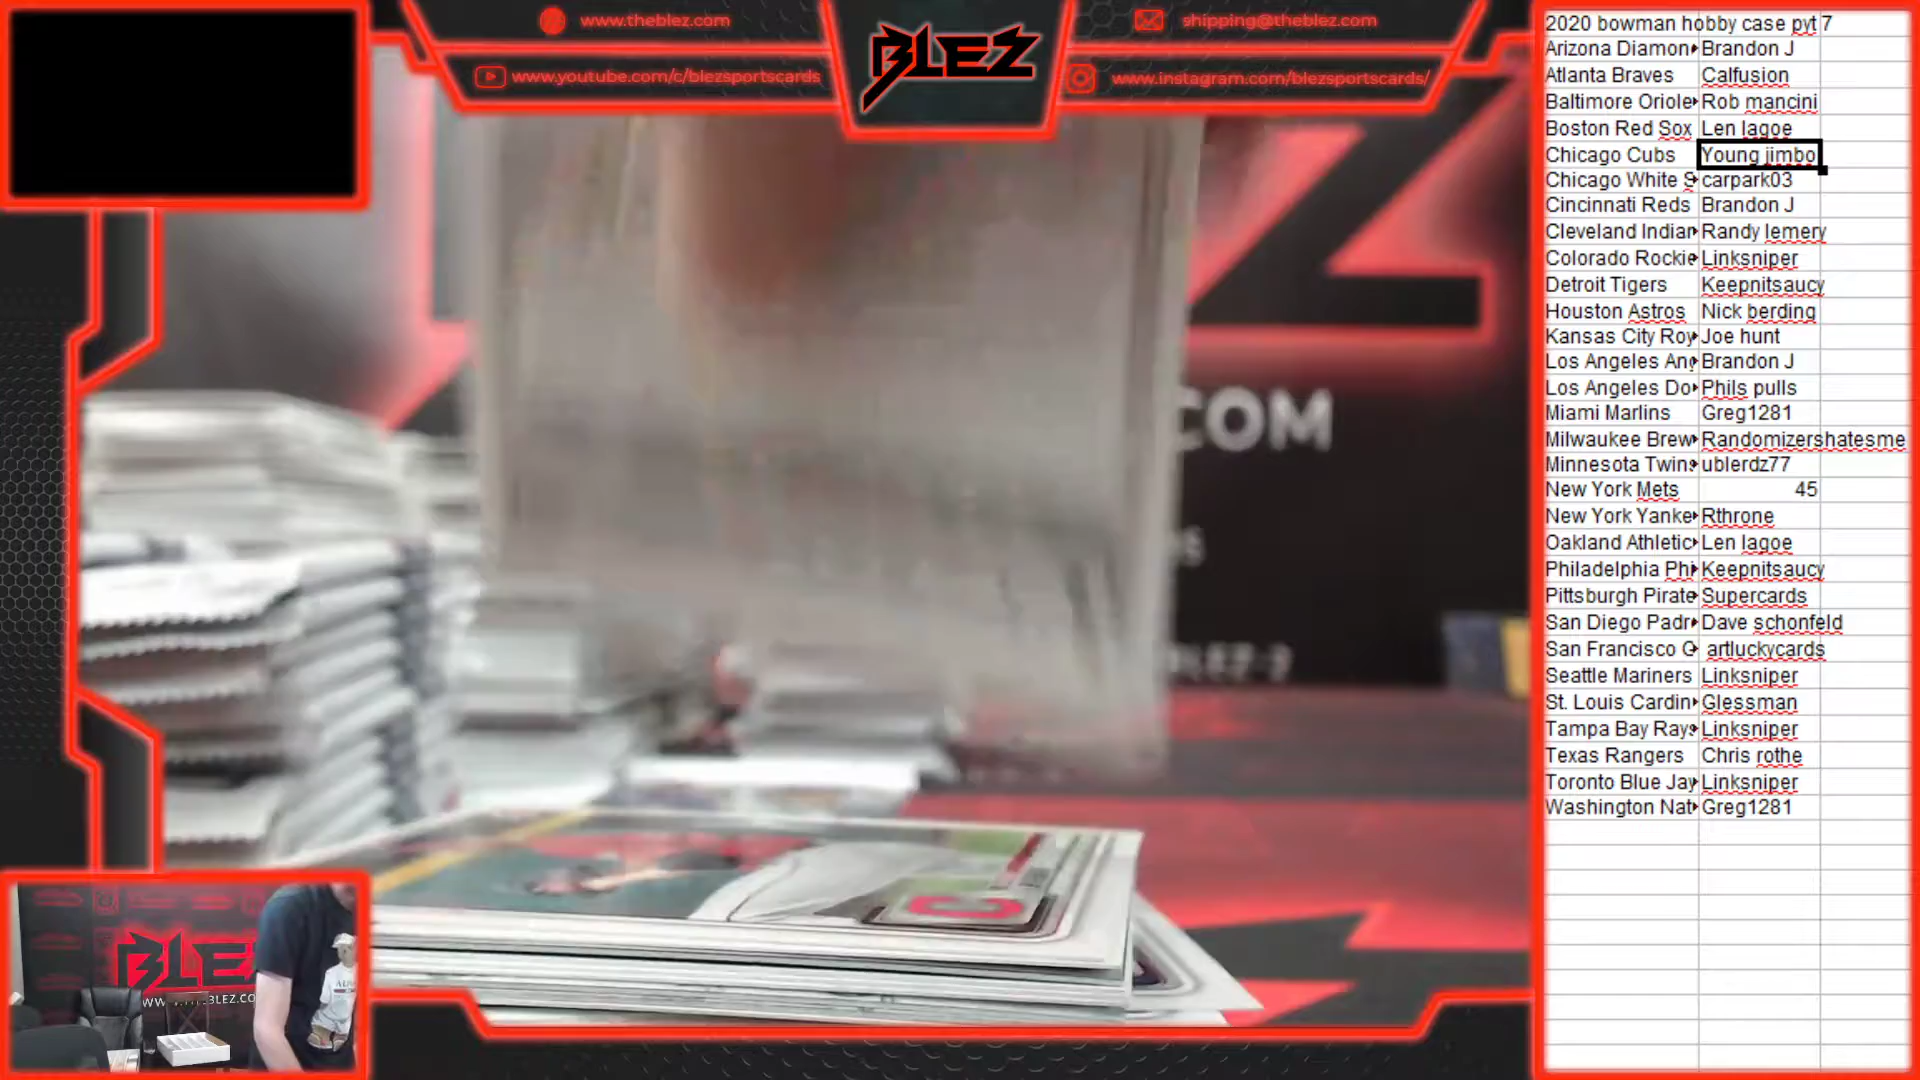 www.theblez.com
www.youtube.com/c/blezsportscards
BLEZ
shipping@theblez.com
www.instagram.com/blezsportscards/
.COM
BLEZ
2020 bowman hobby case pyt 7
Arizona Diamon Brandon J
Atlanta Braves Calfusion
Baltimore Oriole Rob mancini
Boston Red Sox Len lagoe
Chicago Cubs Young jimbo
Chicago White S carpark03
Cincinnati Reds Brandon J
Cleveland Indian Randy lemery
Colorado Rockie Linksniper
Detroit Tigers Keepnitsaucy
Houston Astros Nick berding
Kansas City Roy Joe hunt
Los Angeles Ang Brandon J
Los Angeles Do Phils pulls
Miami Marlins Greg1281
Milwaukee Brew Randomizershatesme
Minnesota Twins ublerdz77
New York Mets 45
New York Yanke Rthrone
Oakland Athletic Len lagoe
Philadelphia Phi Keepnitsaucy
Pittsburgh Pirate Supercards
San Diego Padr Dave schonfeld
San Francisco G artluckycards
Seattle Mariners Linksniper
St. Louis Cardin Glessman
Tampa Bay Rays Linksniper
Texas Rangers Chris rothe
Toronto Blue Jay Linksniper
Washington Nat Greg1281